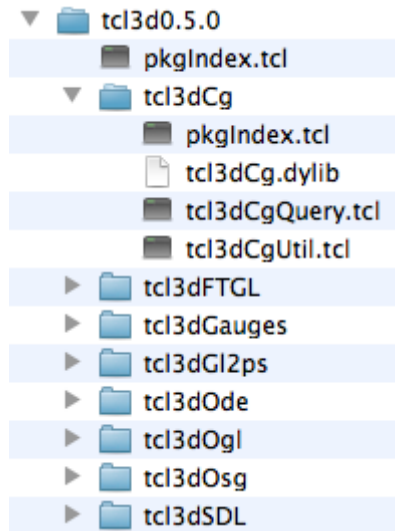 tcl3d0.5.0
pkgIndex.tcl
tcl3dCg
pkgIndex.tcl
tcl3dCg.dylib
tcl3dCgQuery.tcl
tcl3dCgUtil.tcl
tcl3dFTGL
tcl3dGauges
tcl3dGl2ps
tcl3dOde
tcl3dOgl
tcl3dOsg
tcl3dSDL